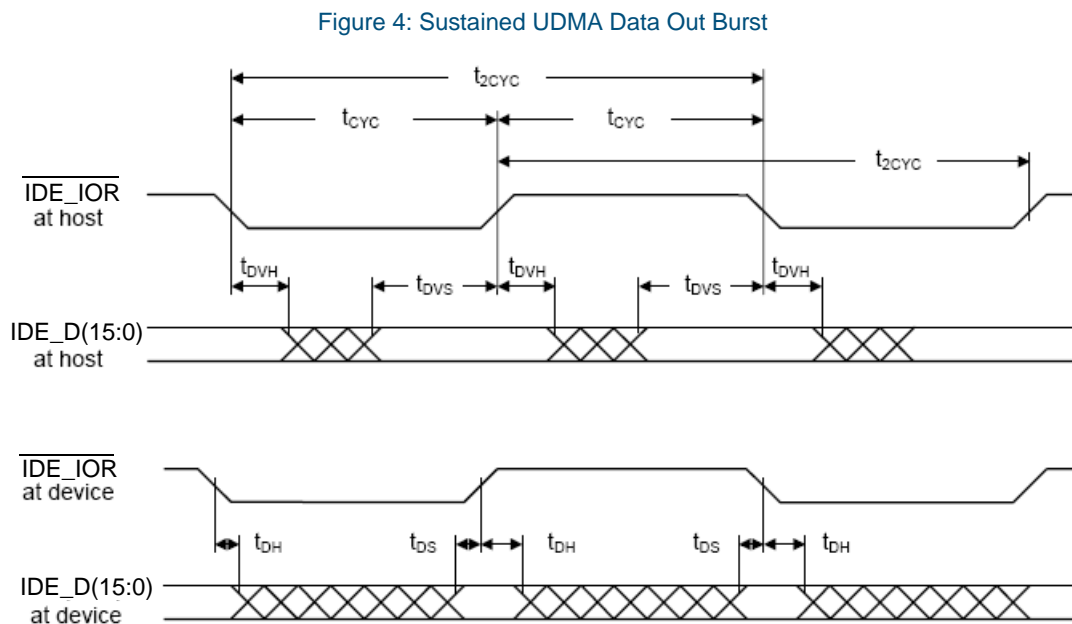 Figure 4: Sustained UDMA Data Out Burst
t2CYC
tCYC tCYC
t2CYC
IDE_IOR
at host
tDVH tDVS tDVH tDVS tDVH
IDE_D(15:0)
at host
IDE_IOR
at device
tDH tDS tDH tDS tDH
IDE_D(15:0)
at device